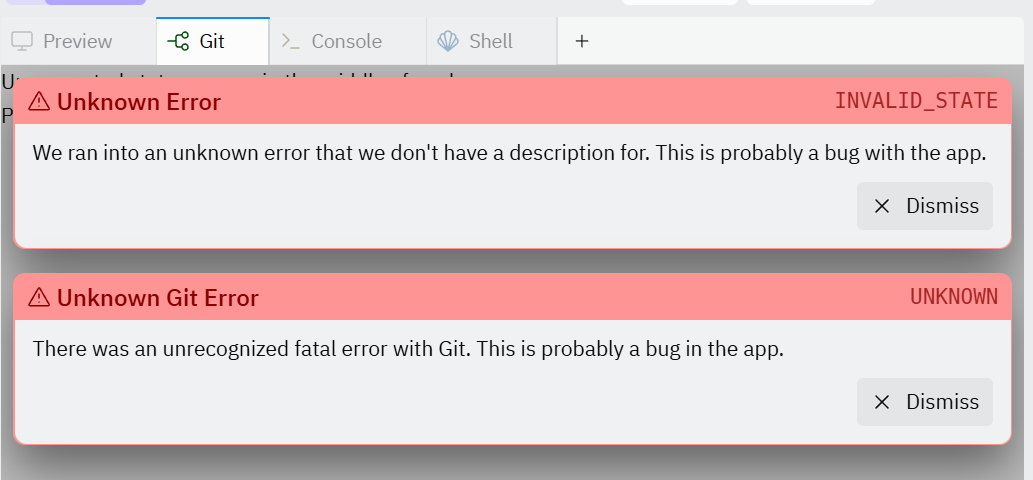 Preview
Git
Console
Shell
Unknown Error
INVALID_STATE
We ran into an unknown error that we don't have a description for. This is probably a bug with the app.
Dismiss
Unknown Git Error
UNKNOWN
There was an unrecognized fatal error with Git. This is probably a bug in the app.
Dismiss